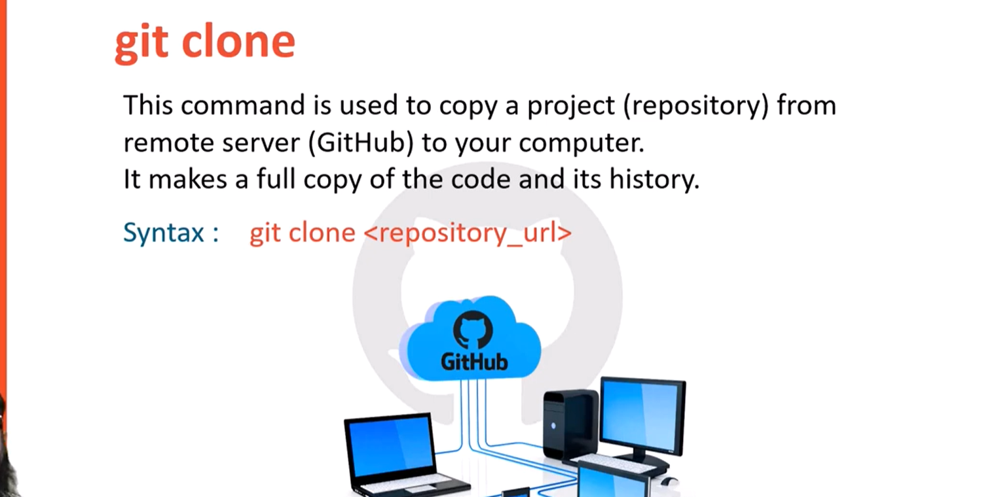 git clone
This command is used to copy a project (repository) from
remote server (GitHub) to your computer.
It makes a full copy of the code and its history.
Syntax : git clone <repository_url>
GitHub